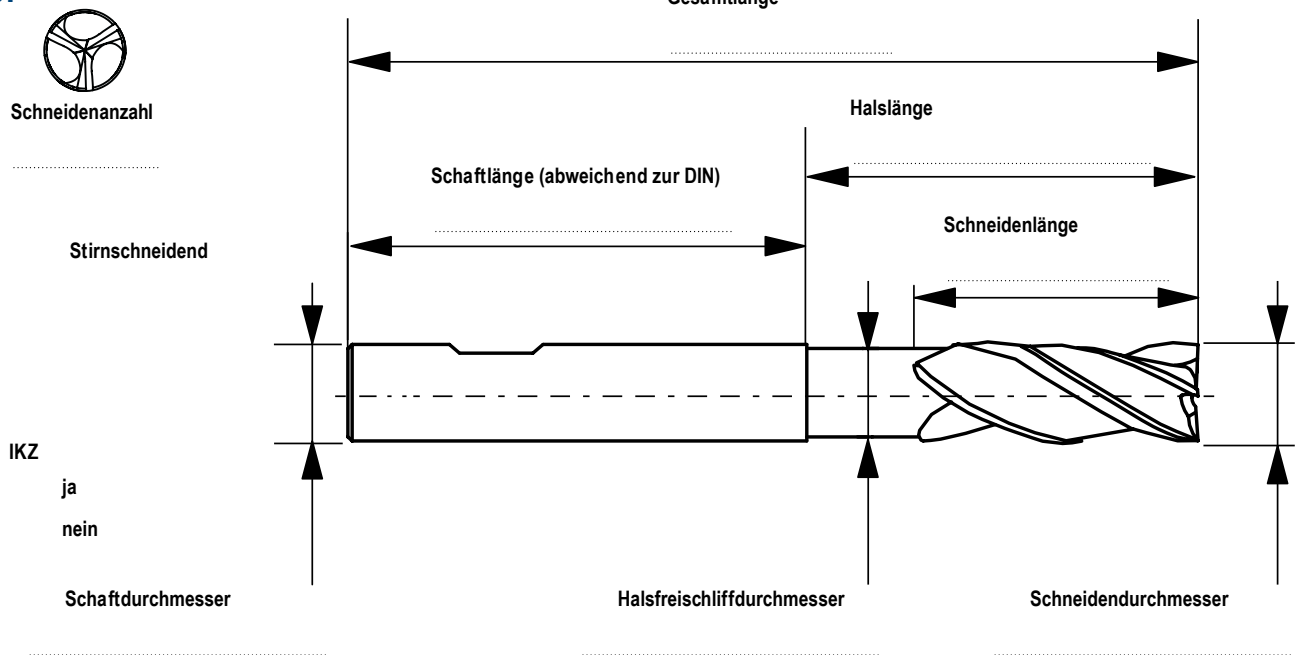 Gesamtlänge
Schneidenanzahl
Halslänge
Schaftlänge (abweichend zur DIN)
Schneidenlänge
Stirnschneidend
IKZ
ja
nein
Schaftdurchmesser
Halsfreischliffdurchmesser
Schneidendurchmesser